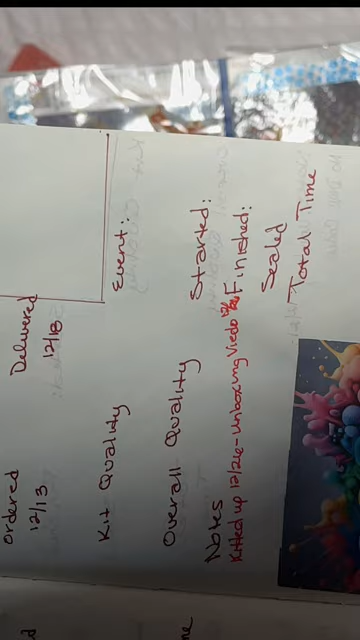 Ordered Delivered
12/13 12/18
Kit Quality Event:
Overall Quality Started:
Notes Finished:
Kitted up 12/26 - Unboxing Viedo
Sealed
Total Time